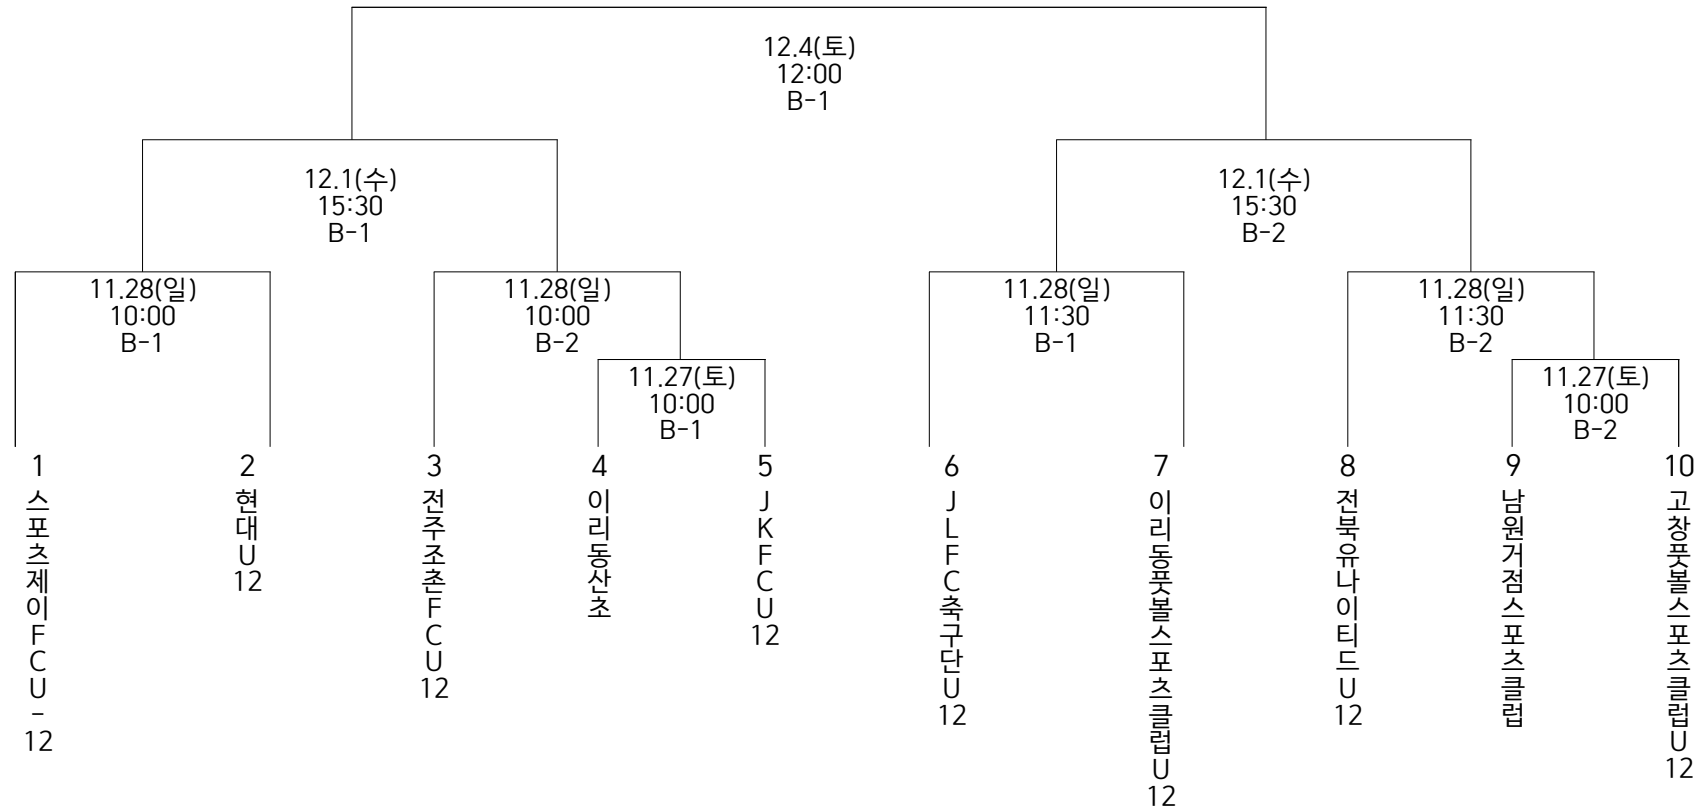 12.4(토)
12:00
B-1
12.1(수)
15:30
B-1
12.1(수)
15:30
B-2
11.28(일)
10:00
B-1
11.28(일)
10:00
B-2
11.28(일)
11:30
B-1
11.28(일)
11:30
B-2
11.27(토)
10:00
B-1
11.27(토)
10:00
B-2
1
스포츠제이FCU-12
2
현대U12
3
전주조촌FCU12
4
이리동산초
5
JKFCU12
6
JLFC축구단U12
7
이리동풋볼스포츠클럽U12
8
전북유나이티드U12
9
남원거점스포츠클럽
10
고창풋볼스포츠클럽U12